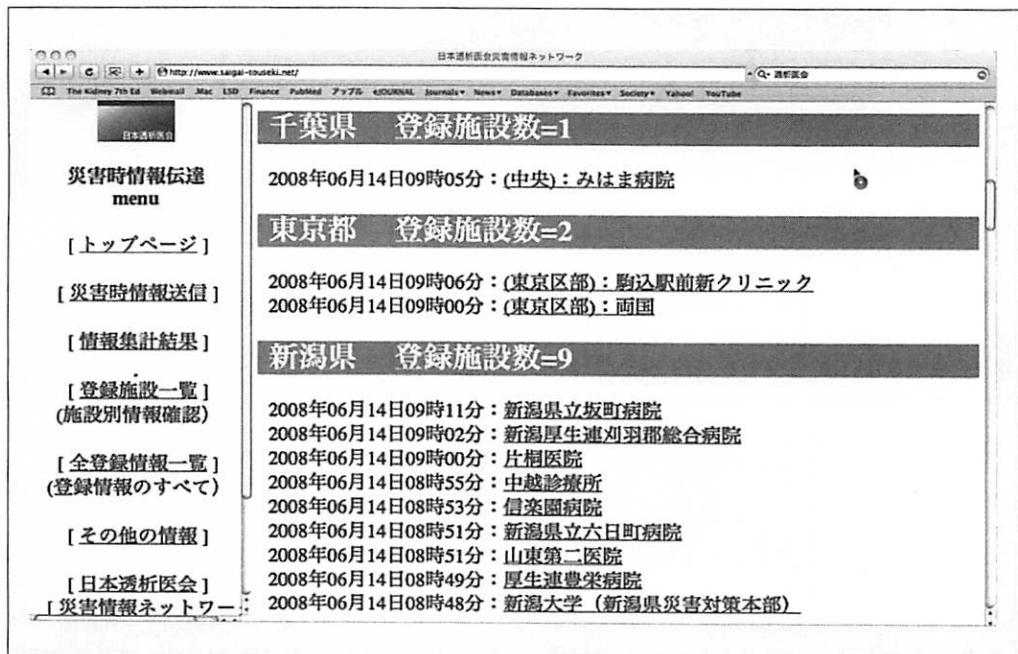 日本透析医会災害情報ネットワーク
http://www.saigai-touseki.net/
Q- 透析医会
The Kidney 7th Ed Webmail .Mac LSD Finance PubMed アップル eJOURNAL Journals▼ News▼ Databases▼ Favorites▼ Society▼ Yahoo! YouTube
日本透析医会
災害時情報伝達
menu
[ トップページ ]
[ 災害時情報送信 ]
[ 情報集計結果 ]
[ 登録施設一覧 ]
(施設別情報確認)
[ 全登録情報一覧 ]
(登録情報のすべて)
[ その他の情報 ]
[ 日本透析医会 ]
[ 災害情報ネットワー
千葉県 登録施設数=1
2008年06月14日09時05分:(中央):みはま病院
東京都 登録施設数=2
2008年06月14日09時06分:(東京区部):駒込駅前新クリニック
2008年06月14日09時00分:(東京区部):両国
新潟県 登録施設数=9
2008年06月14日09時11分:新潟県立坂町病院
2008年06月14日09時02分:新潟厚生連刈羽郡総合病院
2008年06月14日09時00分:片桐医院
2008年06月14日08時55分:中越診療所
2008年06月14日08時53分:信楽園病院
2008年06月14日08時51分:新潟県立六日町病院
2008年06月14日08時51分:山東第二医院
2008年06月14日08時49分:厚生連豊栄病院
2008年06月14日08時48分:新潟大学(新潟県災害対策本部)